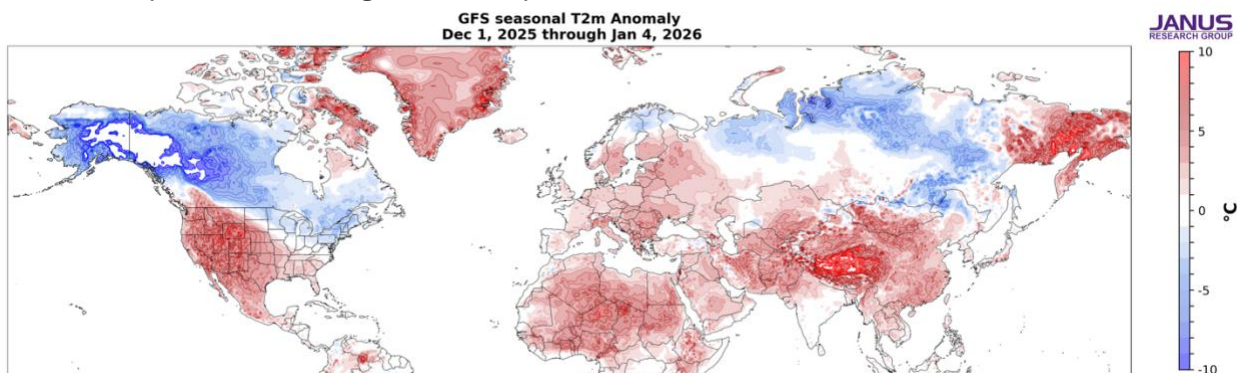 GFS seasonal T2m Anomaly
Dec 1, 2025 through Jan 4, 2026
JANUS
RESEARCH GROUP
10
5
0
-5
-10
°C